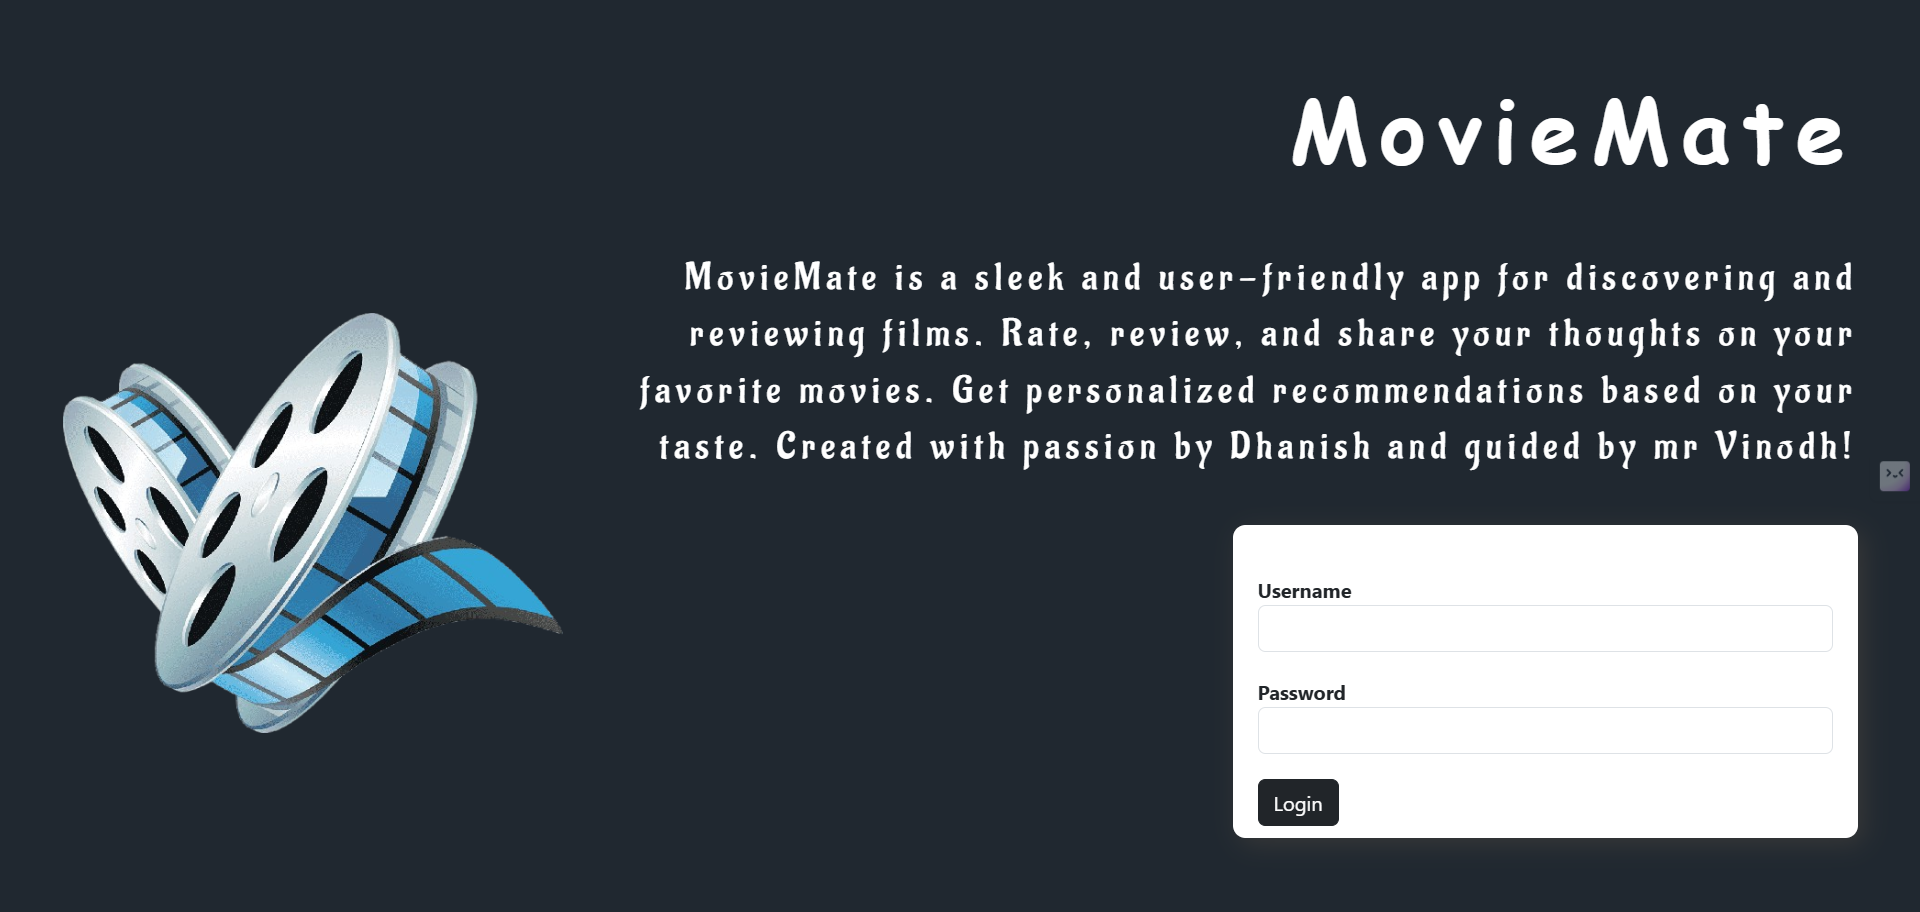 MovieMate
MovieMate is a sleek and user-friendly app for discovering and
reviewing films. Rate, review, and share your thoughts on your
favorite movies. Get personalized recommendations based on your
taste. Created with passion by Dhanish and guided by mr Vinodh!
Username
Password
Login